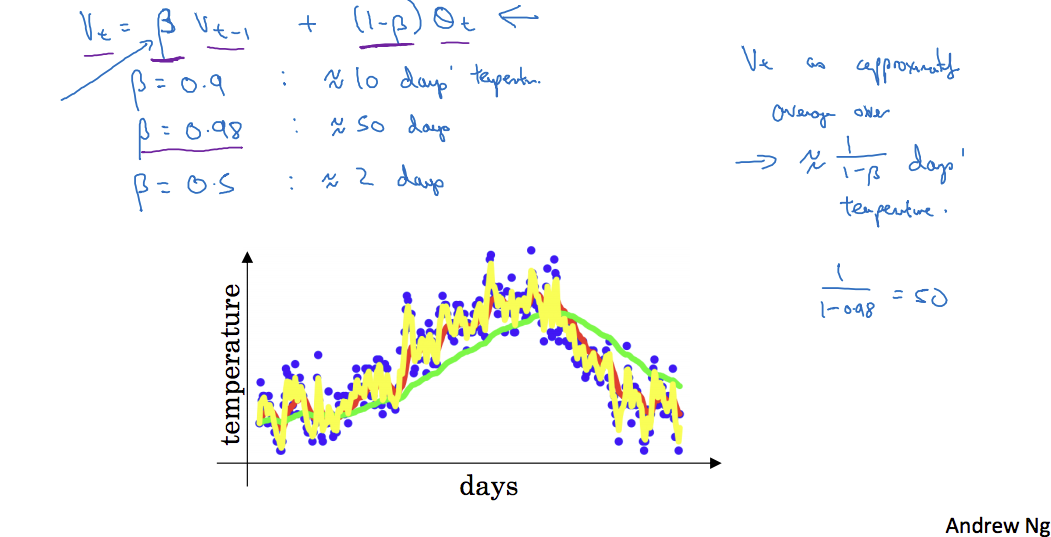 Vt = β Vt-1 + (1-β) θt ←
β = 0.9 : ≈ 10 days' temperatur.
β = 0.98 : ≈ 50 days
β = 0.5 : ≈ 2 days
Vt as approximately
average over
→ ≈ 1/(1-β) days'
temperature.
1/(1-0.98) = 50
temperature
days
Andrew Ng